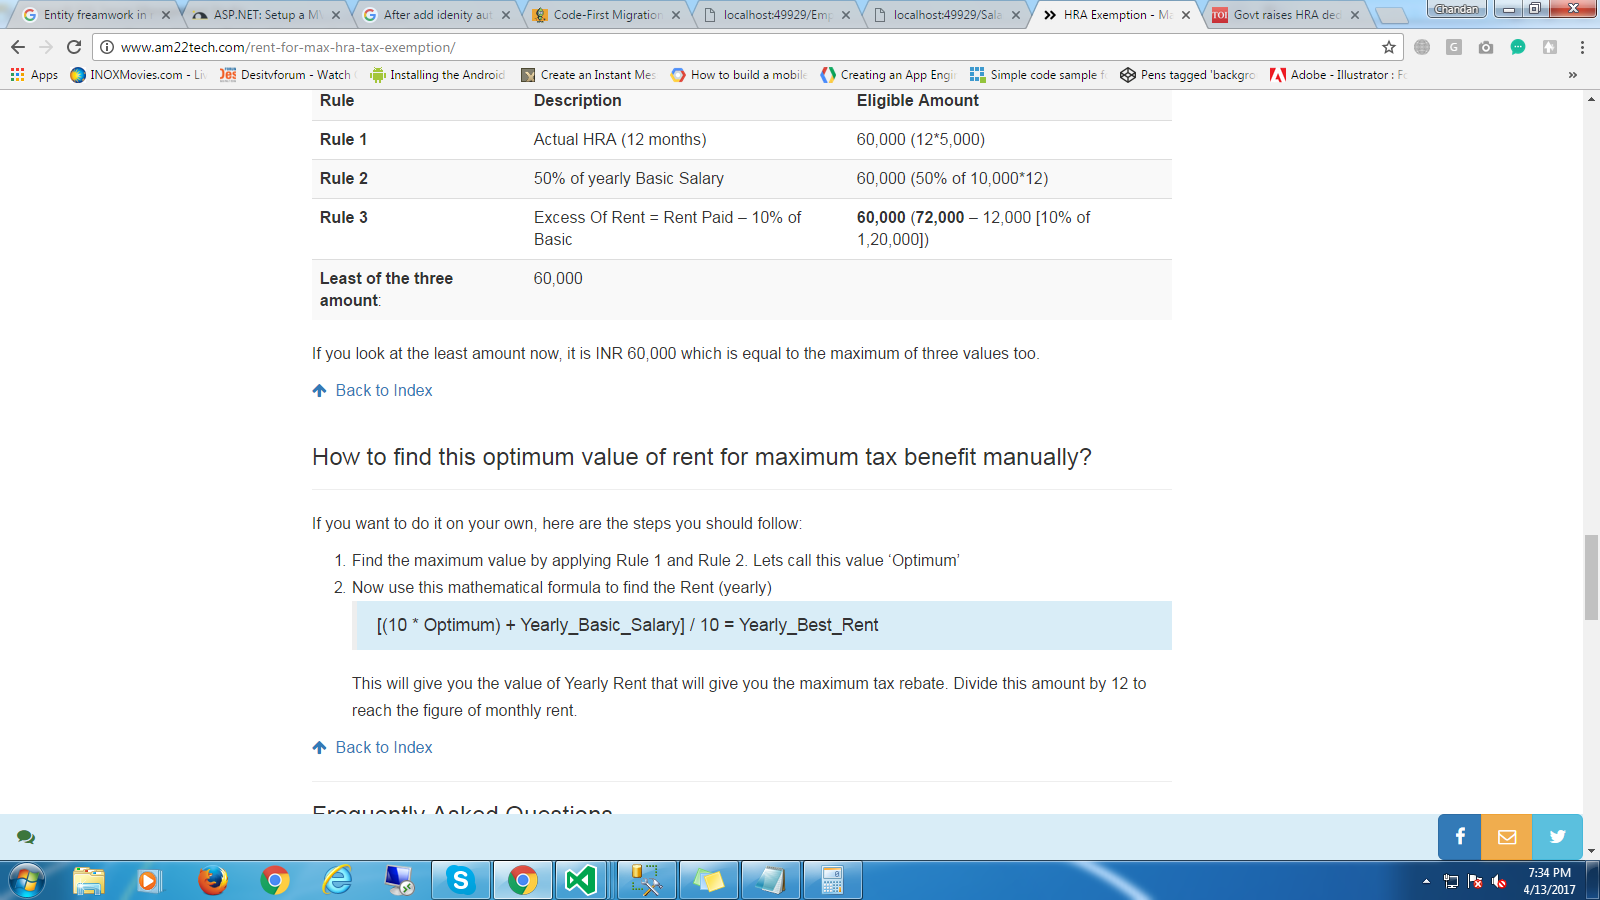 Entity freamwork in
ASP.NET: Setup a
After add idenity aut
Code-First Migration
localhost:49929/Emp
localhost:49929/Sala
HRA Exemption - Ma
TOI Govt raises HRA ded
Chandan
www.am22tech.com/rent-for-max-hra-tax-exemption/
Apps
INOXMovies.com - Li
Desitvforum - Watch
Installing the Android
Create an Instant Mes
How to build a mobile
Creating an App Engi
Simple code sample f
Pens tagged 'backgro
Adobe - Illustrator : Fo
»
Rule Description Eligible Amount
Rule 1 Actual HRA (12 months) 60,000 (12*5,000)
Rule 2 50% of yearly Basic Salary 60,000 (50% of 10,000*12)
Rule 3 Excess Of Rent = Rent Paid – 10% of 60,000 (72,000 – 12,000 [10% of
Basic 1,20,000])
Least of the three 60,000
amount:
If you look at the least amount now, it is INR 60,000 which is equal to the maximum of three values too.
Back to Index
How to find this optimum value of rent for maximum tax benefit manually?
If you want to do it on your own, here are the steps you should follow:
1. Find the maximum value by applying Rule 1 and Rule 2. Lets call this value ‘Optimum’
2. Now use this mathematical formula to find the Rent (yearly)
[(10 * Optimum) + Yearly_Basic_Salary] / 10 = Yearly_Best_Rent
This will give you the value of Yearly Rent that will give you the maximum tax rebate. Divide this amount by 12 to
reach the figure of monthly rent.
Back to Index
Frequently Asked Questions
7:34 PM
4/13/2017